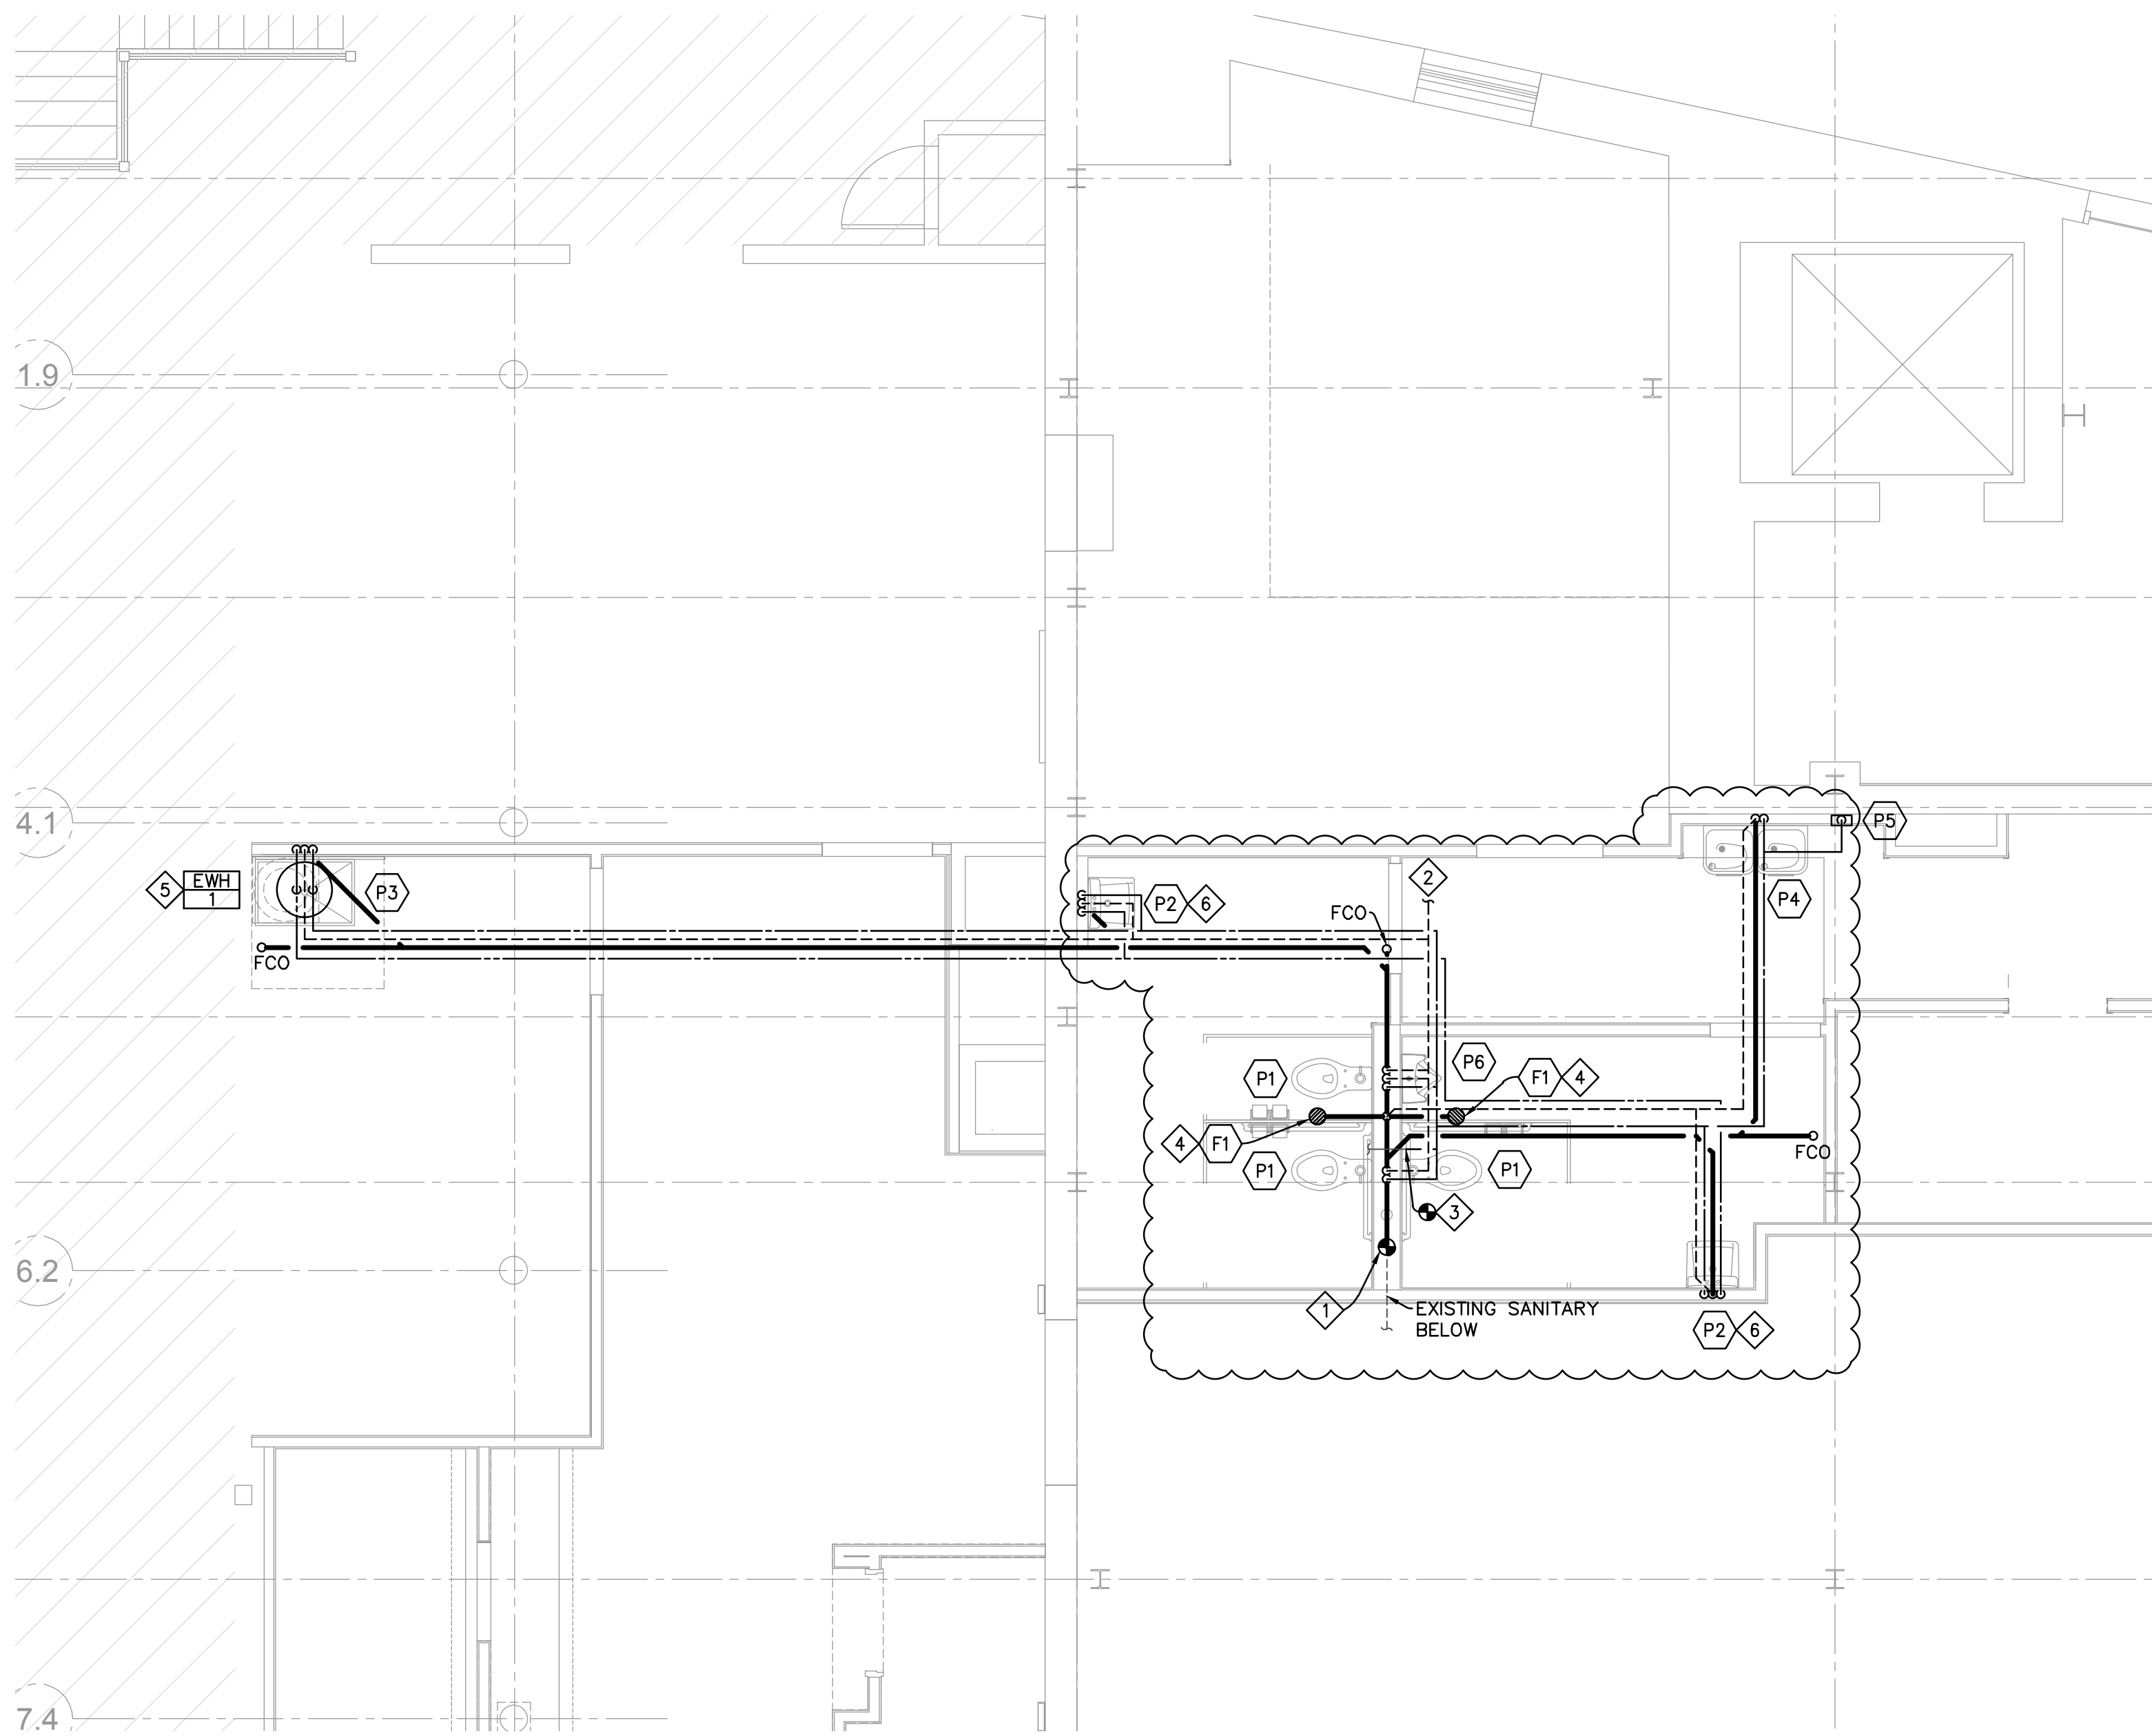 1.9
4.1
P5
5
EWH
1
P3
2
P2
6
P4
FCO
FCO
P1
P6
F1
4
4
F1
FCO
P1
P1
3
6.2
1
EXISTING SANITARY
BELOW
P2
6
7.4